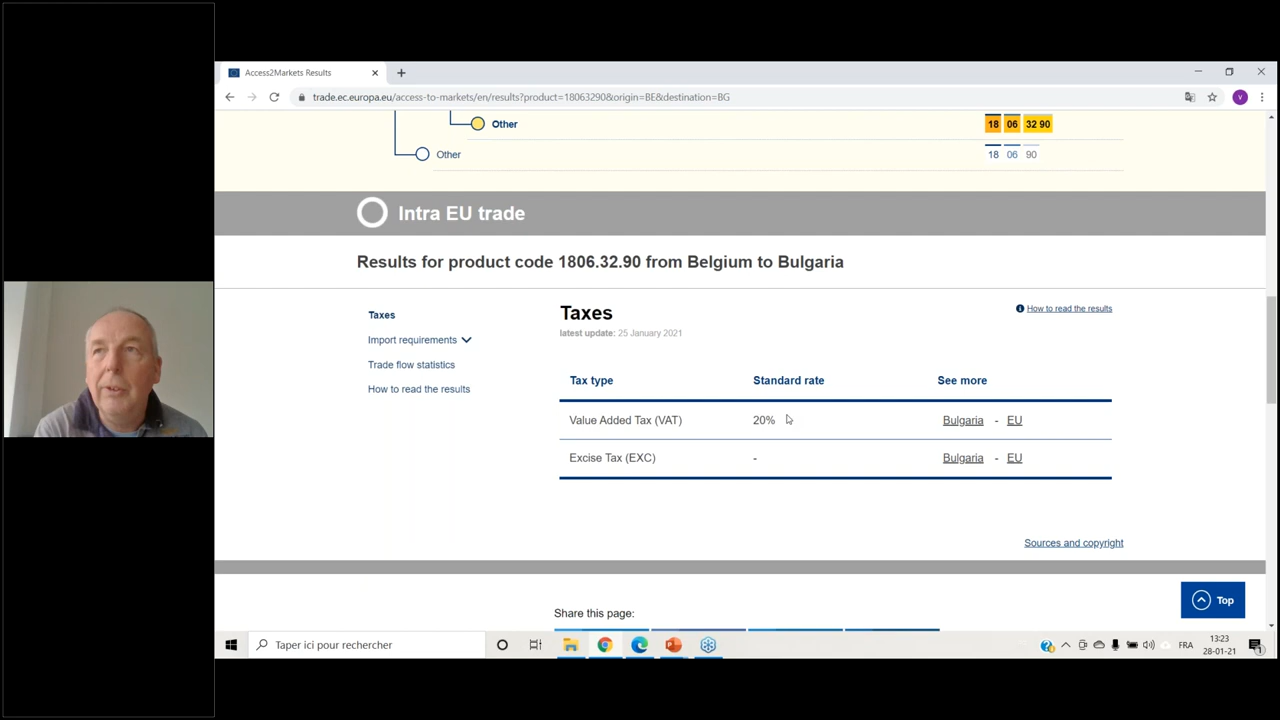 Access2Markets Results
trade.ec.europa.eu/access-to-markets/en/results?product=18063290&origin=BE&destination=BG
Other 18 06 32 90
Other 18 06 90
Intra EU trade
Results for product code 1806.32.90 from Belgium to Bulgaria
Taxes
Import requirements
Trade flow statistics
How to read the results
Taxes
How to read the results
latest update: 25 January 2021
Tax type Standard rate See more
Value Added Tax (VAT) 20% Bulgaria - EU
Excise Tax (EXC) - Bulgaria - EU
Sources and copyright
Top
Share this page:
Taper ici pour rechercher
FRA
13:23
28-01-21